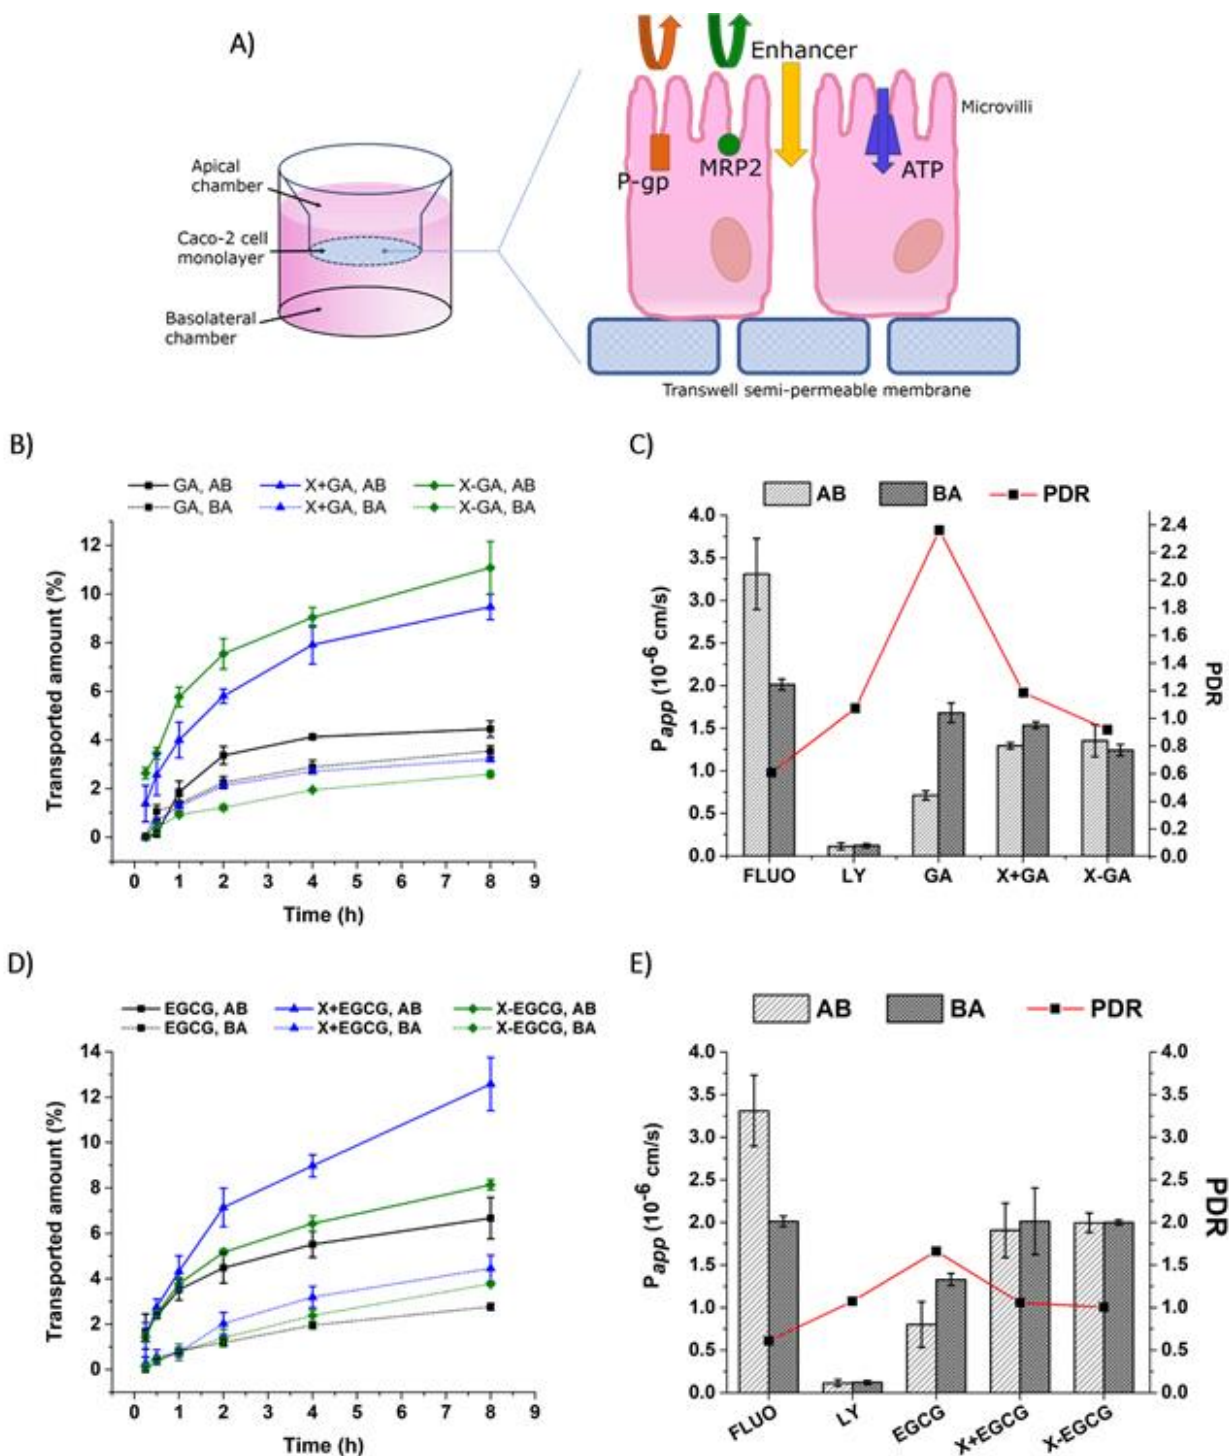 A)
Enhancer
Microvilli
Apical
chamber
P-gp
MRP2
ATP
Caco-2 cell
monolayer
Basolateral
chamber
Transwell semi-permeable membrane
B)
GA, AB X+GA, AB X-GA, AB
GA, BA X+GA, BA X-GA, BA
Transported amount (%)
12
10
8
6
4
2
0
0 1 2 3 4 5 6 7 8 9
Time (h)
C)
AB BA PDR
Papp (10-6 cm/s)
4.0
3.5
3.0
2.5
2.0
1.5
1.0
0.5
0.0
2.4
2.2
2.0
1.8
1.6
1.4
1.2
1.0
0.8
0.6
0.4
0.2
0.0
PDR
FLUO LY GA X+GA X-GA
D)
EGCG, AB X+EGCG, AB X-EGCG, AB
EGCG, BA X+EGCG, BA X-EGCG, BA
Transported amount (%)
14
12
10
8
6
4
2
0
0 1 2 3 4 5 6 7 8 9
Time (h)
E)
AB BA PDR
Papp (10-6 cm/s)
4.0
3.5
3.0
2.5
2.0
1.5
1.0
0.5
0.0
4.0
3.5
3.0
2.5
2.0
1.5
1.0
0.5
0.0
PDR
FLUO LY EGCG X+EGCG X-EGCG